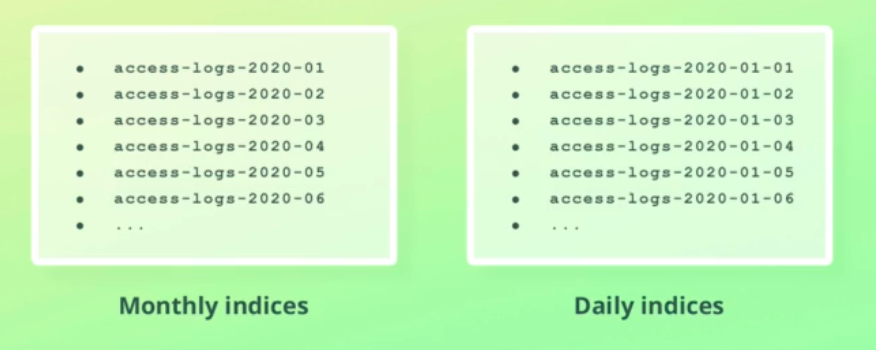 • access-logs-2020-01
• access-logs-2020-02
• access-logs-2020-03
• access-logs-2020-04
• access-logs-2020-05
• access-logs-2020-06
• ...
Monthly indices
• access-logs-2020-01-01
• access-logs-2020-01-02
• access-logs-2020-01-03
• access-logs-2020-01-04
• access-logs-2020-01-05
• access-logs-2020-01-06
• ...
Daily indices